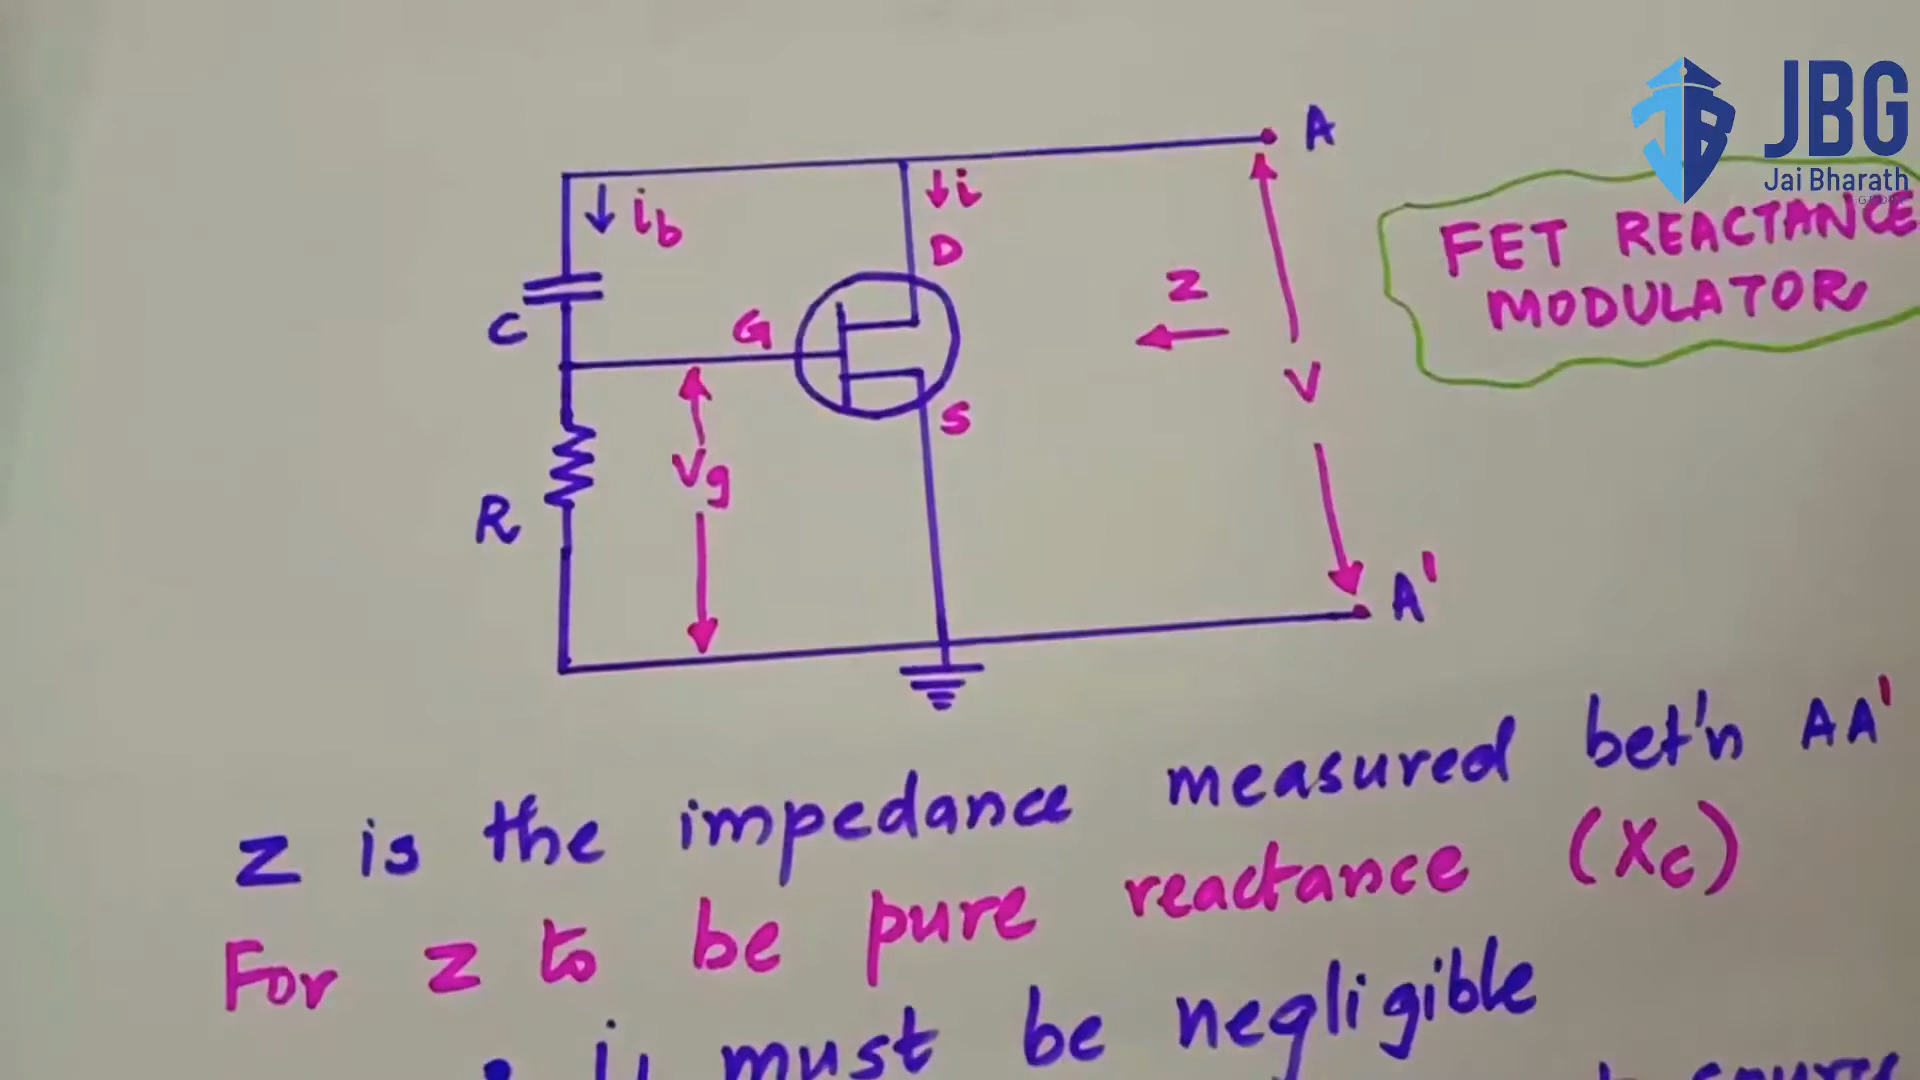 JBG
Jai Bharath
A
ib
i
D
FET REACTANCE
MODULATOR
Z
C
G
V
S
Vg
R
A'
Z is the impedance measured bet'n AA'
For Z to be pure reactance (Xc)
must be negligible